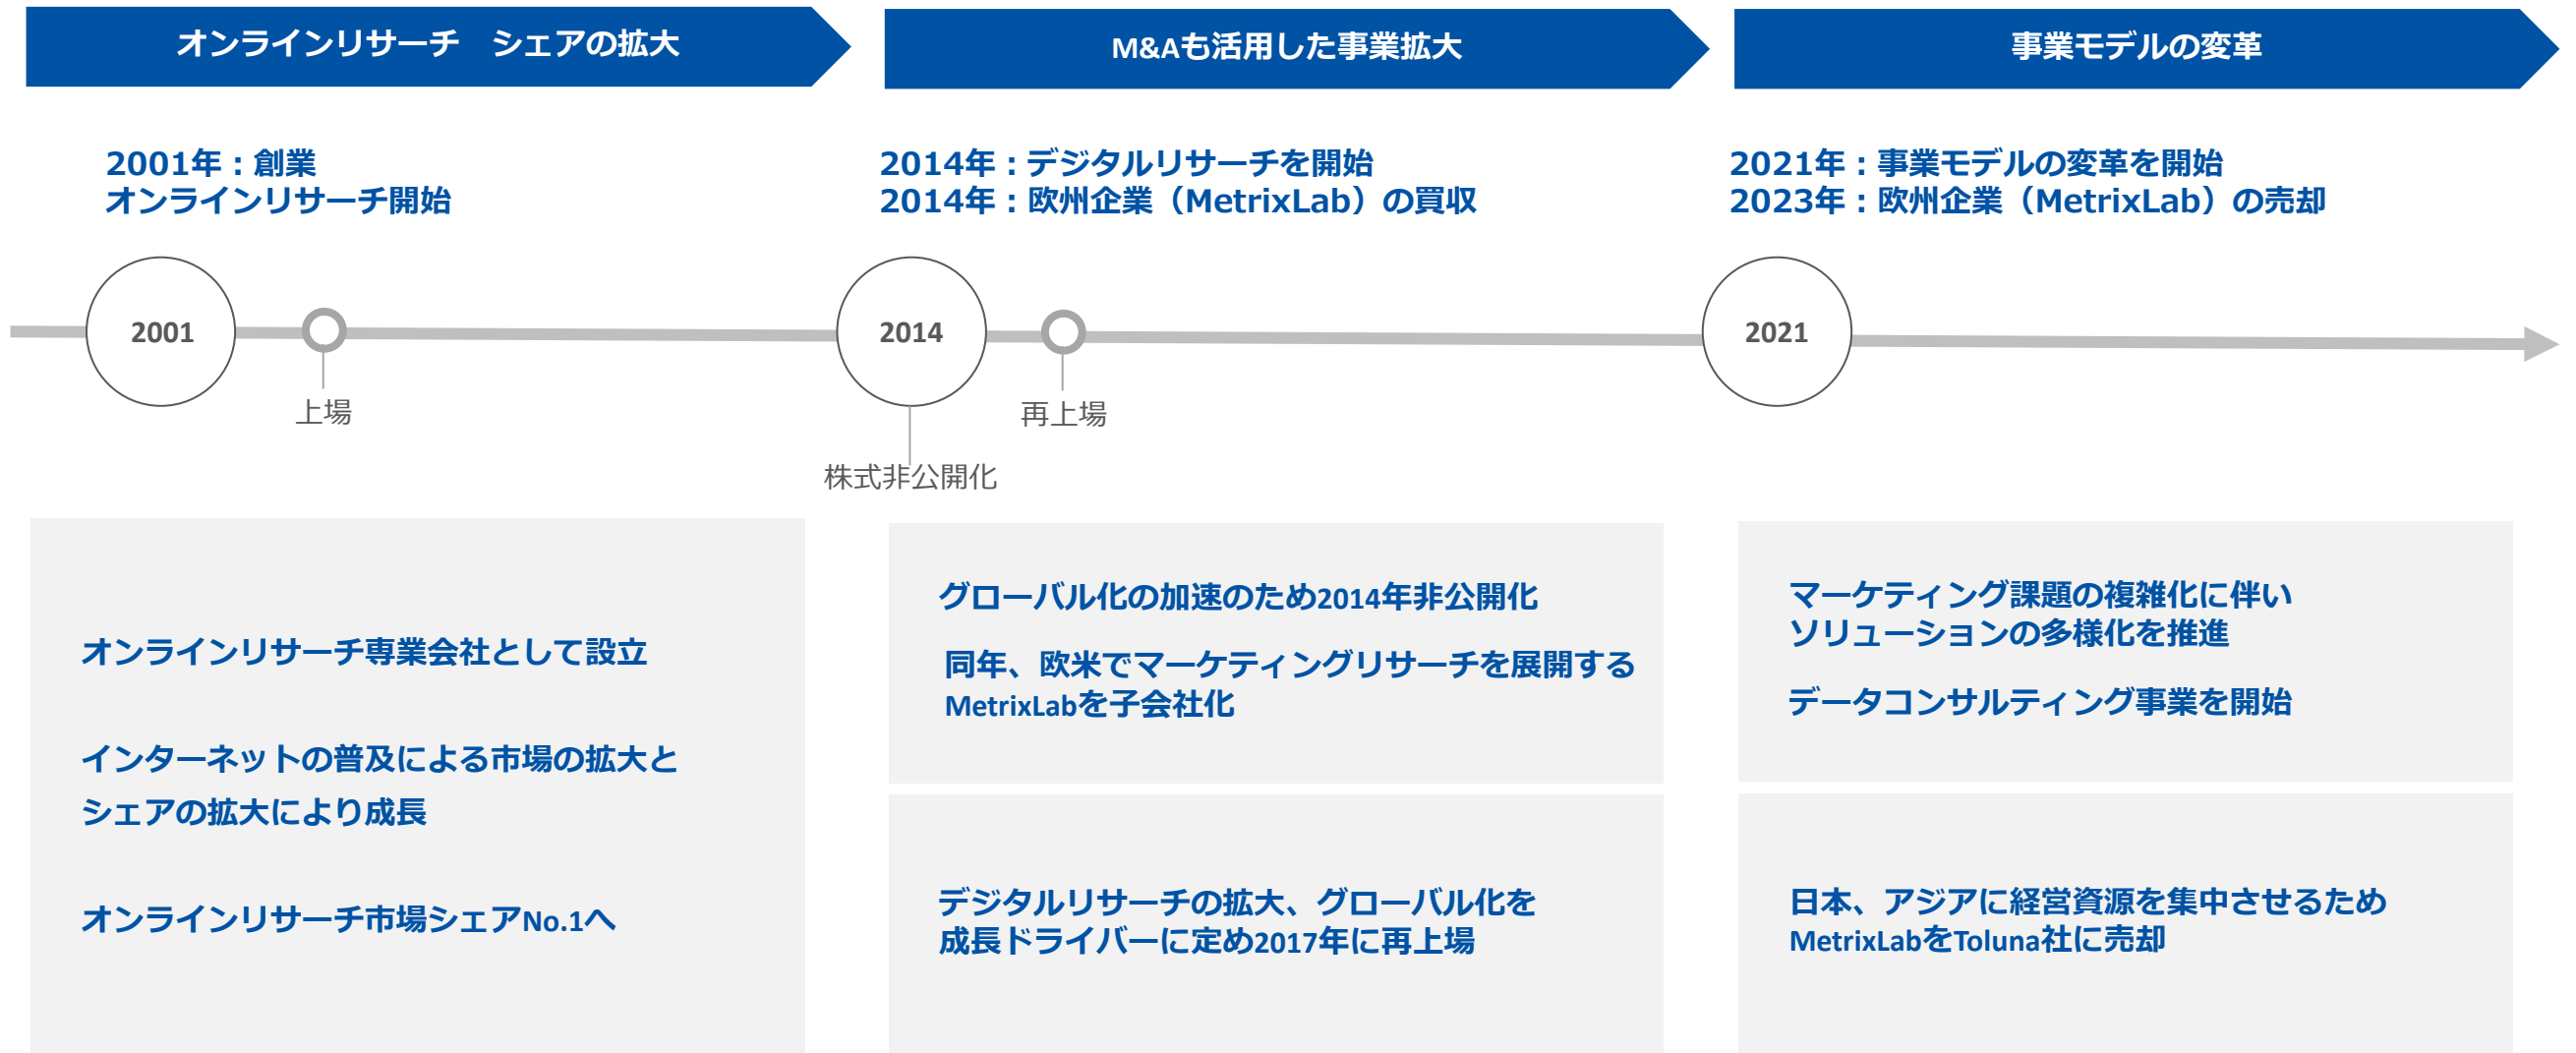 オンラインリサーチ　シェアの拡大
M&Aも活用した事業拡大
事業モデルの変革
2001年：創業
オンラインリサーチ開始
2014年：デジタルリサーチを開始
2014年：欧州企業（MetrixLab）の買収
2021年：事業モデルの変革を開始
2023年：欧州企業（MetrixLab）の売却
2001
2014
2021
上場
再上場
株式非公開化
オンラインリサーチ専業会社として設立
インターネットの普及による市場の拡大と
シェアの拡大により成長
オンラインリサーチ市場シェアNo.1へ
グローバル化の加速のため2014年非公開化
同年、欧米でマーケティングリサーチを展開する
MetrixLabを子会社化
デジタルリサーチの拡大、グローバル化を
成長ドライバーに定め2017年に再上場
マーケティング課題の複雑化に伴い
ソリューションの多様化を推進
データコンサルティング事業を開始
日本、アジアに経営資源を集中させるため
MetrixLabをToluna社に売却